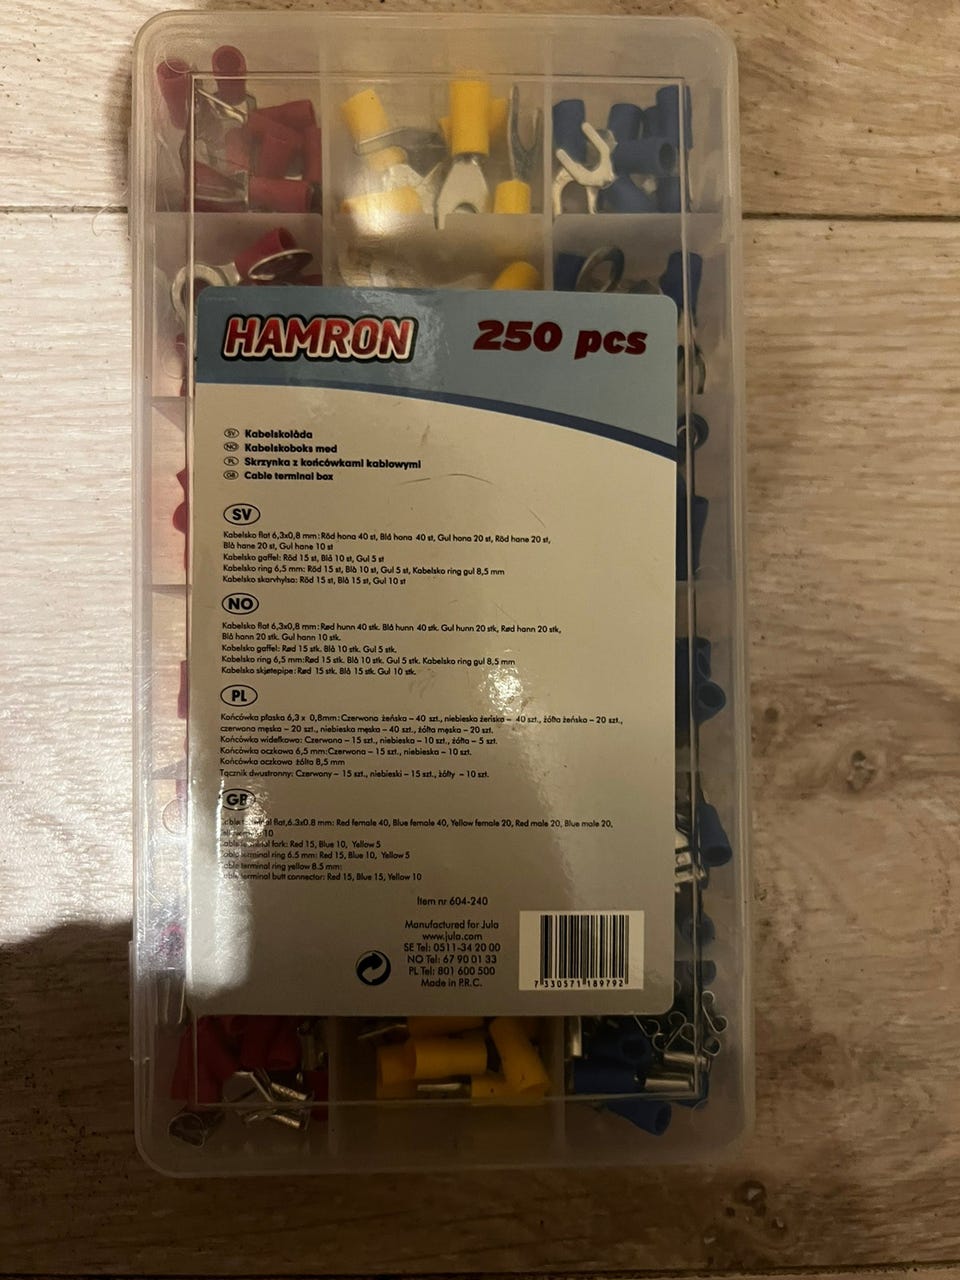 HAMRON
250 pcs
SV Kabelskolåda
NO Kabelskoboks med
PL Skrzynka z końcówkami kablowymi
GB Cable terminal box
SV
Kabelsko flat 6,3x0,8 mm: Röd hona 40 st, Blå hona 40 st, Gul hona 20 st, Röd hane 20 st,
Blå hane 20 st, Gul hane 10 st
Kabelsko gaffel: Röd 15 st, Blå 10 st, Gul 5 st
Kabelsko ring 6,5 mm: Röd 15 st, Blå 10 st, Gul 5 st, Kabelsko ring gul 8,5 mm
Kabelsko skarvhylsa: Röd 15 st, Blå 15 st, Gul 10 st
NO
Kabelsko flat 6,3x0,8 mm: Rød hunn 40 stk. Blå hunn 40 stk. Gul hunn 20 stk, Rød hann 20 stk,
Blå hann 20 stk. Gul hann 10 stk.
Kabelsko gaffel: Rød 15 stk. Blå 10 stk. Gul 5 stk.
Kabelsko ring 6,5 mm:Rød 15 stk. Blå 10 stk. Gul 5 stk. Kabelsko ring gul 8,5 mm
Kabelsko skjøtepipe: Rød 15 stk. Blå 15 stk. Gul 10 stk.
PL
Końcówka płaska 6,3 x 0,8mm: Czerwona żeńska – 40 szt., niebieska żeńska – 40 szt., żółta żeńska – 20 szt.,
czerwona męska – 20 szt., niebieska męska – 40 szt., żółta męska – 20 szt.
Końcówka widełkowa: Czerwona – 15 szt., niebieska – 10 szt., żółta – 5 szt.
Końcówka oczkowa 6,5 mm:Czerwona – 15 szt., niebieska – 10 szt.
Końcówka oczkowa żółta 8,5 mm
Łącznik dwustronny: Czerwony – 15 szt., niebieski – 15 szt., żółty – 10 szt.
GB
flat,6.3x0.8 mm: Red female 40, Blue female 40, Yellow female 20, Red male 20, Blue male 20,
10
terminal fork: Red 15, Blue 10, Yellow 5
terminal ring 6.5 mm: Red 15, Blue 10, Yellow 5
terminal ring yellow 8.5 mm:
terminal butt connector: Red 15, Blue 15, Yellow 10
Item nr 604-240
Manufactured for Jula
www.jula.com
SE Tel: 0511-34 20 00
NO Tel: 67 90 01 33
PL Tel: 801 600 500
Made in P.R.C.
7 330571 189792